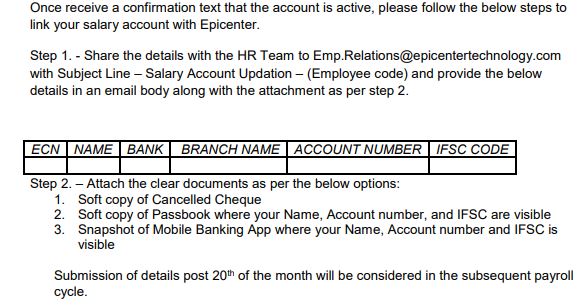 Once receive a confirmation text that the account is active, please follow the below steps to
link your salary account with Epicenter.
Step 1. - Share the details with the HR Team to Emp.Relations@epicentertechnology.com
with Subject Line – Salary Account Updation – (Employee code) and provide the below
details in an email body along with the attachment as per step 2.
ECN NAME BANK BRANCH NAME ACCOUNT NUMBER IFSC CODE
Step 2. – Attach the clear documents as per the below options:
1. Soft copy of Cancelled Cheque
2. Soft copy of Passbook where your Name, Account number, and IFSC are visible
3. Snapshot of Mobile Banking App where your Name, Account number and IFSC is
visible
Submission of details post 20th of the month will be considered in the subsequent payroll
cycle.